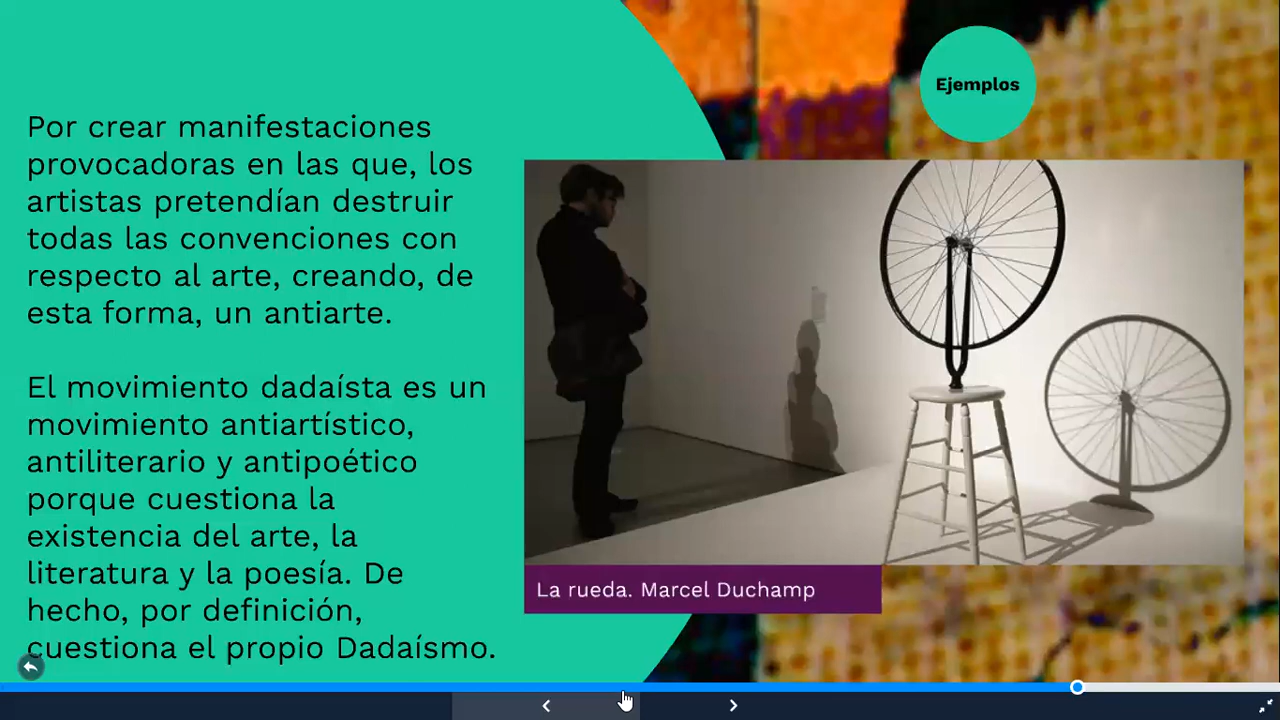 Ejemplos
Por crear manifestaciones
provocadoras en las que, los
artistas pretendían destruir
todas las convenciones con
respecto al arte, creando, de
esta forma, un antiarte.
El movimiento dadaísta es un
movimiento antiartístico,
antiliterario y antipoético
porque cuestiona la
existencia del arte, la
literatura y la poesía. De
hecho, por definición,
cuestiona el propio Dadaísmo.
La rueda. Marcel Duchamp